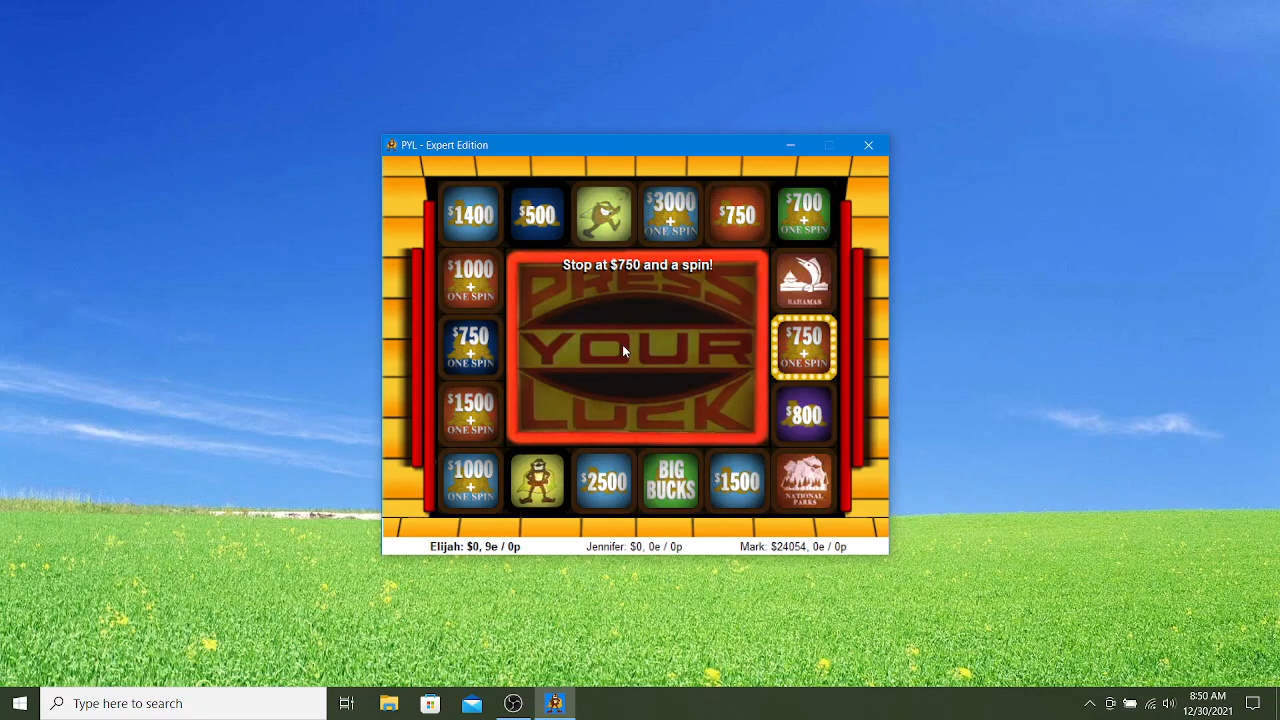 PYL - Expert Edition
$1400
$500
$3000
+
ONE SPIN
$750
$700
+
ONE SPIN
$1000
+
ONE SPIN
Stop at $750 and a spin!
BAHAMAS
$750
+
ONE SPIN
PRESS
YOUR
LUCK
$750
+
ONE SPIN
$1500
+
ONE SPIN
$800
$1000
+
ONE SPIN
$2500
BIG
BUCKS
$1500
NATIONAL
PARKS
Elijah: $0, 9e / 0p
Jennifer: $0, 0e / 0p
Mark: $24054, 0e / 0p
Type here to search
8:50 AM
12/30/2021